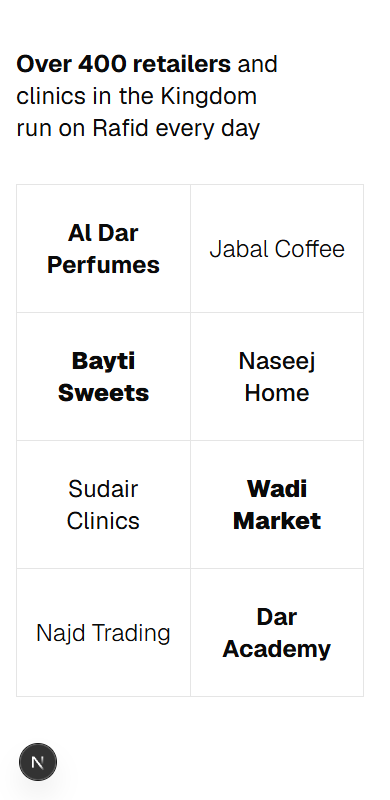 Over 400 retailers and
clinics in the Kingdom
run on Rafid every day
Al Dar
Perfumes
Jabal Coffee
Bayti
Sweets
Naseej
Home
Sudair
Clinics
Wadi
Market
Najd Trading
Dar
Academy
N